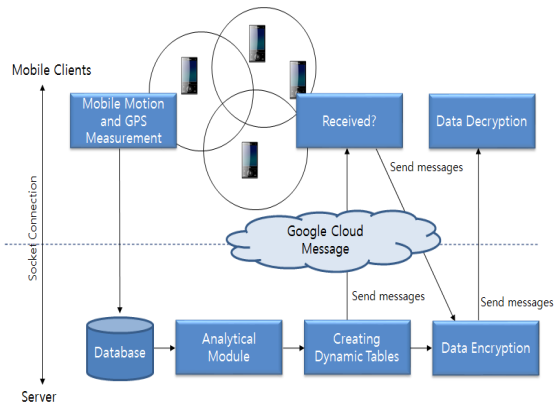 Mobile Clients
Mobile Motion
and GPS
Measurement
Received?
Data Decryption
Send messages
Socket Connection
Google Cloud
Message
Send messages
Send messages
Database
Analytical
Module
Creating
Dynamic Tables
Data Encryption
Server